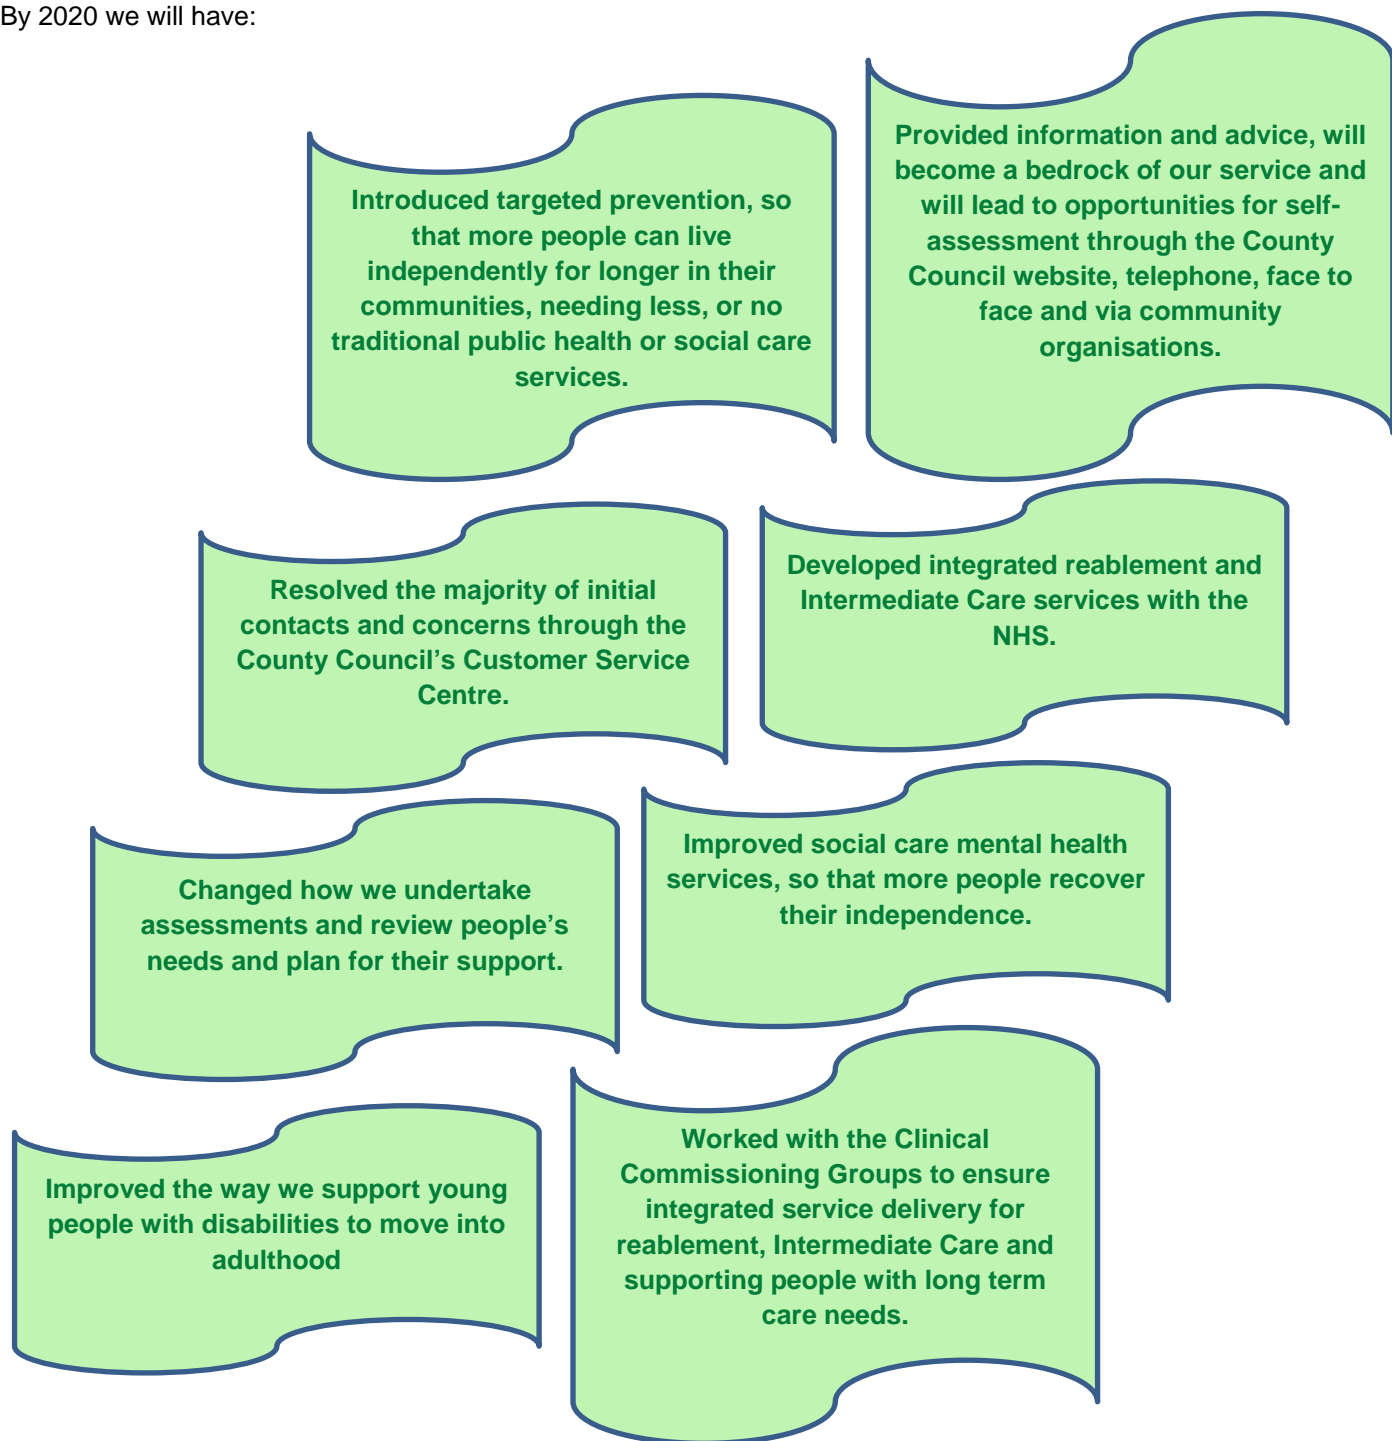 By 2020 we will have:
Introduced targeted prevention, so
that more people can live
independently for longer in their
communities, needing less, or no
traditional public health or social care
services.
Provided information and advice, will
become a bedrock of our service and
will lead to opportunities for self-
assessment through the County
Council website, telephone, face to
face and via community
organisations.
Resolved the majority of initial
contacts and concerns through the
County Council’s Customer Service
Centre.
Developed integrated reablement and
Intermediate Care services with the
NHS.
Changed how we undertake
assessments and review people’s
needs and plan for their support.
Improved social care mental health
services, so that more people recover
their independence.
Improved the way we support young
people with disabilities to move into
adulthood
Worked with the Clinical
Commissioning Groups to ensure
integrated service delivery for
reablement, Intermediate Care and
supporting people with long term
care needs.